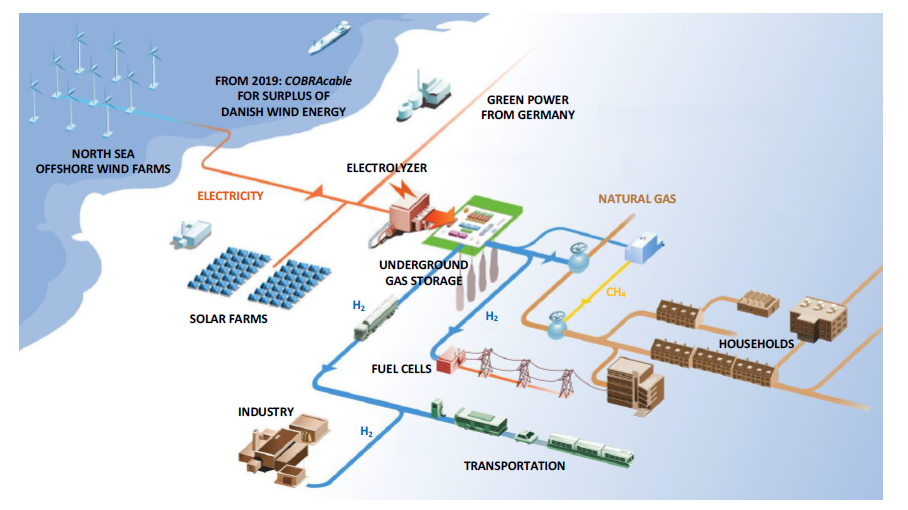 FROM 2019: COBRAcable
FOR SURPLUS OF
DANISH WIND ENERGY
GREEN POWER
FROM GERMANY
NORTH SEA
OFFSHORE WIND FARMS
ELECTROLYZER
ELECTRICITY
NATURAL GAS
UNDERGROUND
GAS STORAGE
CH₄
H₂
H₂
SOLAR FARMS
HOUSEHOLDS
FUEL CELLS
INDUSTRY
H₂
TRANSPORTATION